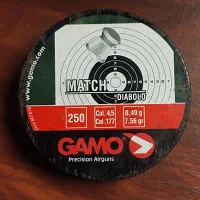 www.gamo.com
MATCH
DIABOLO
250
Cal. 4,5
Cal. .177
0,49 g
7,56 gr
GAMO
Precision Airguns